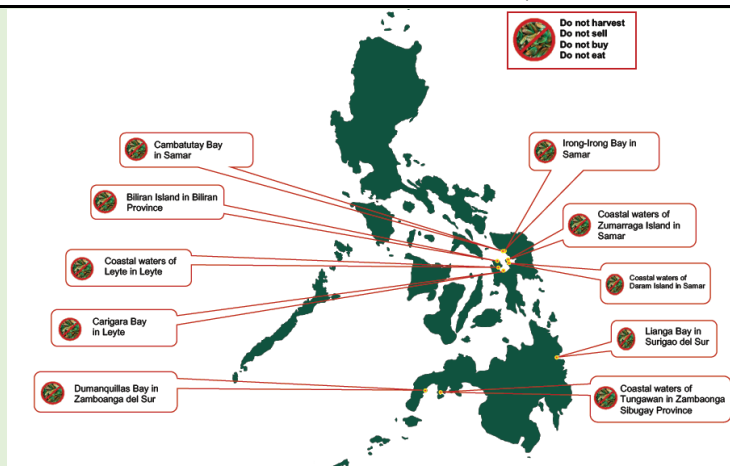 Do not harvest
Do not sell
Do not buy
Do not eat
Cambatutay Bay
in Samar
Irong-Irong Bay in
Samar
Biliran Island in Biliran
Province
Coastal waters of
Zumarraga Island in
Samar
Coastal waters of
Leyte in Leyte
Coastal waters of
Daram Island in Samar
Carigara Bay
in Leyte
Lianga Bay in
Surigao del Sur
Dumanquillas Bay in
Zamboanga del Sur
Coastal waters of
Tungawan in Zambaonga
Sibugay Province